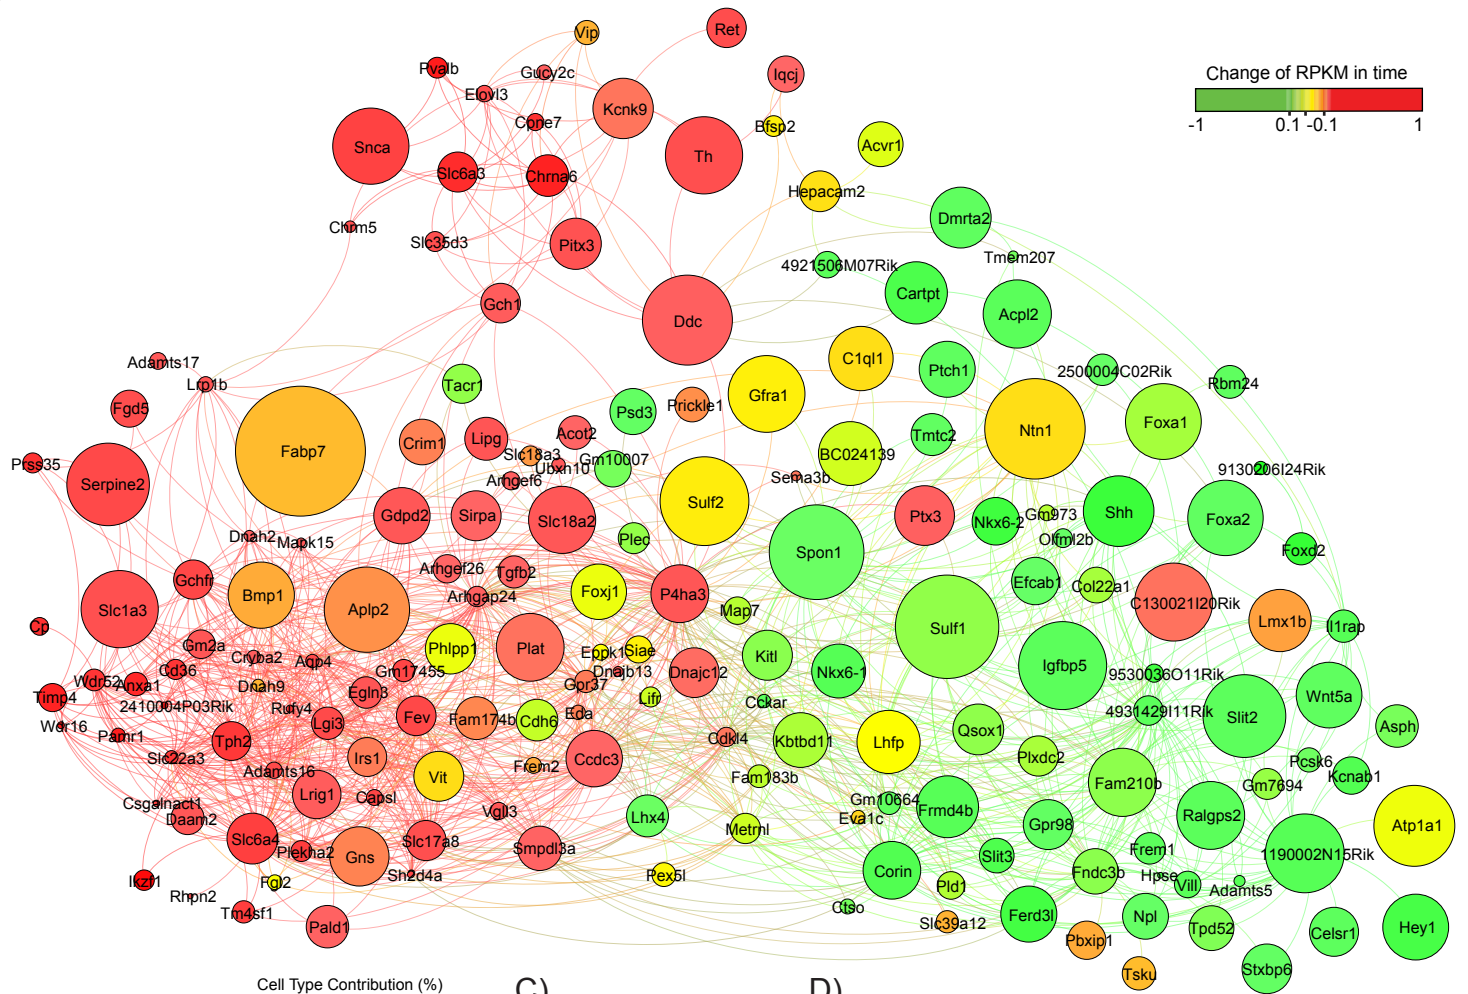 Vip
Ret
Pvalb
Gucy2c
Iqcj
Change of RPKM in time
-1
0.1
-0.1
1
Elovl3
Kcnk9
Cpne7
Bfsp2
Snca
Th
Acvr1
Slc6a3
Chrna6
Hepacam2
Chrm5
Slc35d3
Pitx3
Dmrta2
Tmem207
4921506M07Rik
Cartpt
Gch1
Ddc
Acpl2
Adamts17
Lrp1b
Tacr1
C1ql1
Ptch1
2500004C02Rik
Rbm24
Fgd5
Psd3
Prickle1
Gfra1
Foxa1
Fabp7
Crim1
Lipg
Acot2
Ntn1
Tmtc2
BC024139
Prss35
Slc18a3
Ubxn10
Gm10007
Arhgef6
Sema3b
9130206I24Rik
Serpine2
Sulf2
Gdpd2
Sirpa
Slc18a2
Ptx3
Nkx6-2
Gm973
Shh
Foxa2
Dnah2
Mapk15
Plec
Olfml2b
Foxd2
Spon1
Gchfr
Arhgef26
Tgfb2
Efcab1
Col22a1
Bmp1
Foxj1
P4ha3
Arhgap24
Slc1a3
Aplp2
Map7
C130021I20Rik
Lmx1b
Il1rap
Cp
Sulf1
Gm2a
Phlpp1
Plat
Eppk1
Siae
Kitl
Cryba2
Aqp4
Igfbp5
Cd36
Gm17455
Dnajb13
Dnajc12
Nkx6-1
9530036O11Rik
Wdr52
Anxa1
Dnah9
Gpr37
Timp4
Egln3
Lifr
Cckar
Wnt5a
2410004P03Rik
Rufy4
4931429I11Rik
Slit2
Wdr16
Lgi3
Fev
Fam174b
Cdh6
Eda
Asph
Pamr1
Tph2
Cdkl4
Kbtbd11
Lhfp
Qsox1
Slc22a3
Irs1
Frem2
Ccdc3
Plxdc2
Pcsk6
Adamts16
Vit
Fam183b
Fam210b
Gm7694
Kcnab1
Lrig1
Capsl
Csgalnact1
Vgll3
Gm10664
Daam2
Lhx4
Eva1c
Frmd4b
Ralgps2
Metrnl
Gpr98
Atp1a1
Slc6a4
Slc17a8
Smpdl3a
Plekha2
Gns
Slit3
Frem1
1190002N15Rik
Sh2d4a
Pex5l
Corin
Fndc3b
Hpse
Ikzf1
Fgl2
Pld1
Vill
Adamts5
Rhpn2
Ctso
Tm4sf1
Slc39a12
Ferd3l
Npl
Tpd52
Celsr1
Hey1
Pald1
Pbxip1
Tsku
Stxbp6
Cell Type Contribution (%)
C)
D)